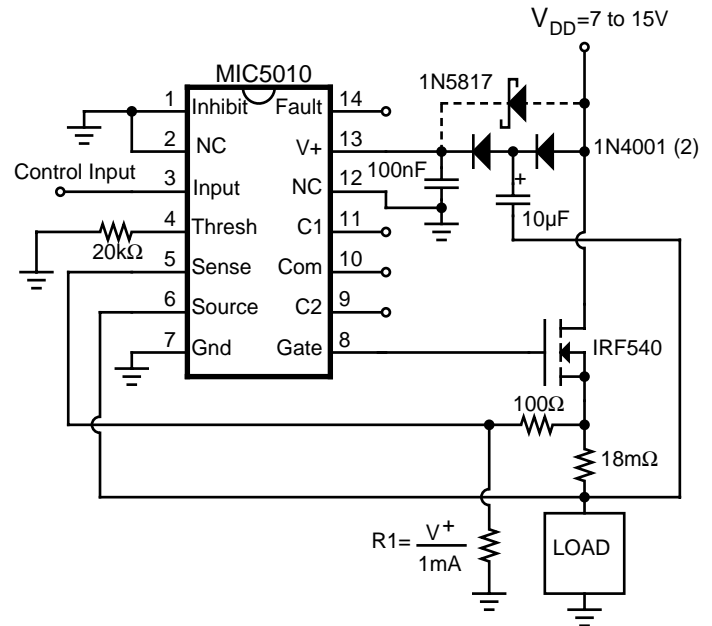 V_DD=7 to 15V
MIC5010
1N5817
1 Inhibit Fault 14
2 NC V+ 13
1N4001 (2)
100nF
Control Input
3 Input NC 12
+
10µF
4 Thresh C1 11
20kΩ
5 Sense Com 10
6 Source C2 9
7 Gnd Gate 8
IRF540
100Ω
18mΩ
R1= V⁺
1mA
LOAD